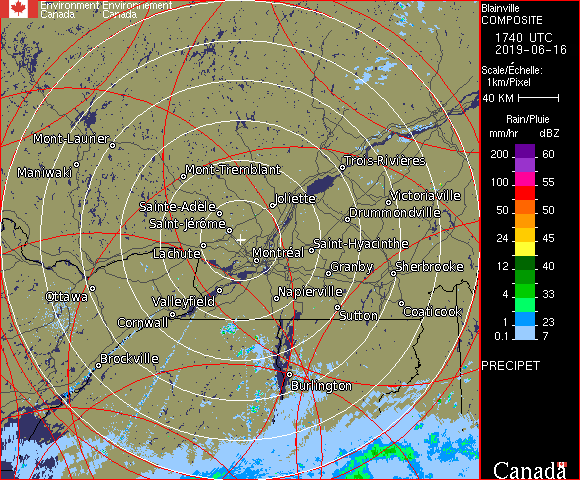 Environment Environnement
Canada Canada
Blainville
COMPOSITE
1740 UTC
2019-06-16
Scale/Échelle:
1km/Pixel
40 KM
Rain/Pluie
mm/hr dBZ
200 60
100 55
50 50
24 45
12 40
4 33
1 23
0.1 7
PRECIPET
Canada
Mont-Laurier
Maniwaki
Mont-Tremblant
Trois-Rivières
Joliette
Victoriaville
Sainte-Adèle
Drummondville
Saint-Jérôme
Saint-Hyacinthe
Lachute
Montréal
Granby
Sherbrooke
Ottawa
Valleyfield
Napierville
Cornwall
Sutton
Coaticook
Brockville
Burlington